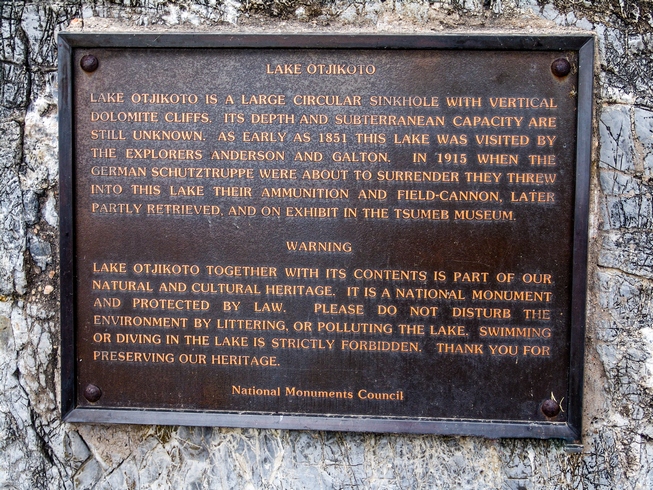 LAKE OTJIKOTO
LAKE OTJIKOTO IS A LARGE CIRCULAR SINKHOLE WITH VERTICAL
DOLOMITE CLIFFS. ITS DEPTH AND SUBTERRANEAN CAPACITY ARE
STILL UNKNOWN. AS EARLY AS 1851 THIS LAKE WAS VISITED BY
THE EXPLORERS ANDERSON AND GALTON. IN 1915 WHEN THE
GERMAN SCHUTZTRUPPE WERE ABOUT TO SURRENDER THEY THREW
INTO THIS LAKE THEIR AMMUNITION AND FIELD-CANNON, LATER
PARTLY RETRIEVED, AND ON EXHIBIT IN THE TSUMEB MUSEUM.
WARNING
LAKE OTJIKOTO TOGETHER WITH ITS CONTENTS IS PART OF OUR
NATURAL AND CULTURAL HERITAGE. IT IS A NATIONAL MONUMENT
AND PROTECTED BY LAW. PLEASE DO NOT DISTURB THE
ENVIRONMENT BY LITTERING, OR POLLUTING THE LAKE. SWIMMING
OR DIVING IN THE LAKE IS STRICTLY FORBIDDEN. THANK YOU FOR
PRESERVING OUR HERITAGE.
National Monuments Council